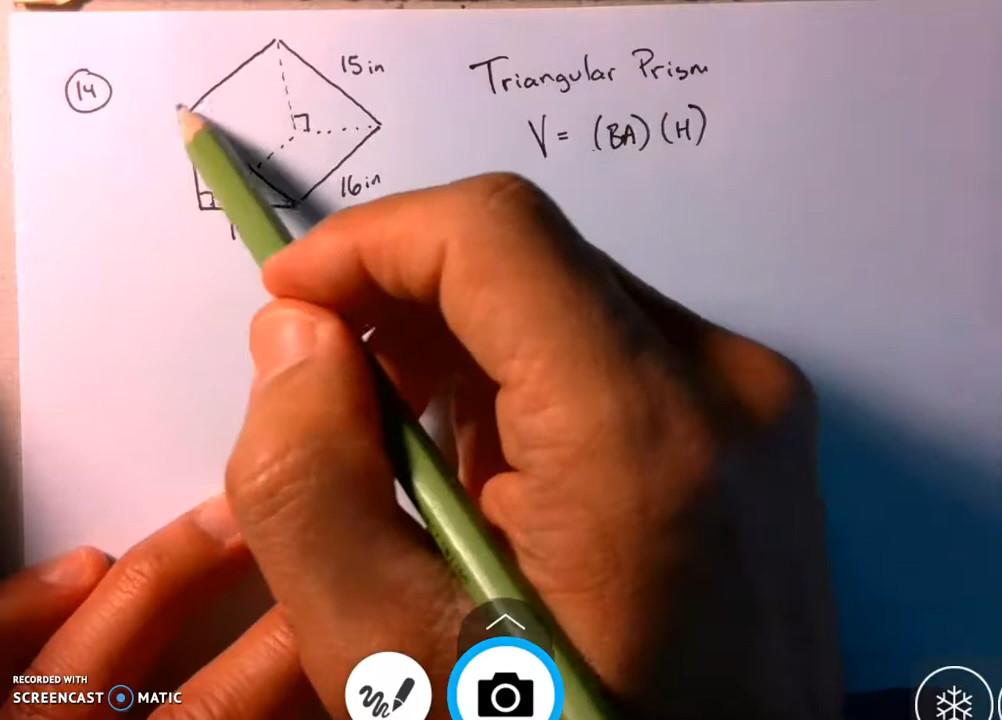 14
15 in
Triangular Prism
V = (BA)(H)
16 in
RECORDED WITH
SCREENCAST MATIC